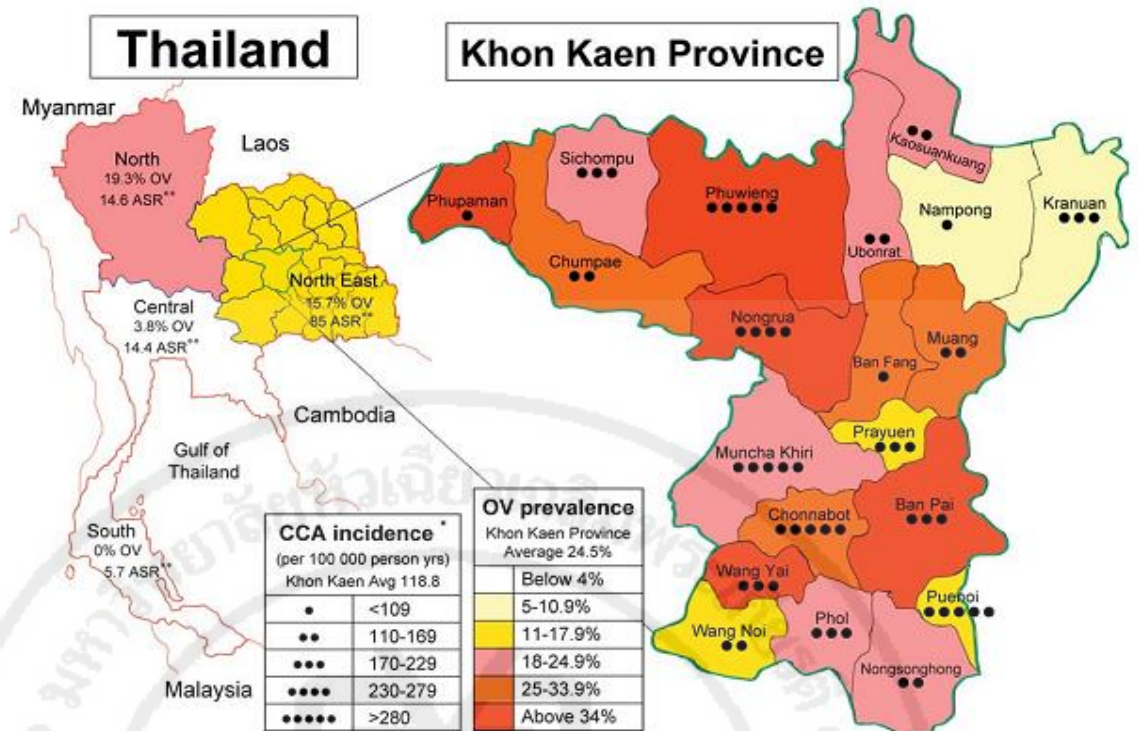 Thailand
Khon Kaen Province
Myanmar
Laos
North
19.3% OV
14.6 ASR**
North East
15.7% OV
85 ASR**
Central
3.8% OV
14.4 ASR**
Cambodia
Gulf of
Thailand
South
0% OV
5.7 ASR**
Malaysia
CCA incidence *
(per 100 000 person yrs)
Khon Kaen Avg 118.8
• <109
•• 110-169
••• 170-229
•••• 230-279
••••• >280
OV prevalence
Khon Kaen Province
Average 24.5%
Below 4%
5-10.9%
11-17.9%
18-24.9%
25-33.9%
Above 34%
Phupaman
Sichompu
Chumpae
Phuwieng
Ubonrat
Kaosuankuang
Nampong
Kranuan
Nongrua
Ban Fang
Muang
Prayuen
Muncha Khiri
Chonnabot
Ban Pai
Wang Yai
Wang Noi
Phol
Puenoi
Nongsonghong